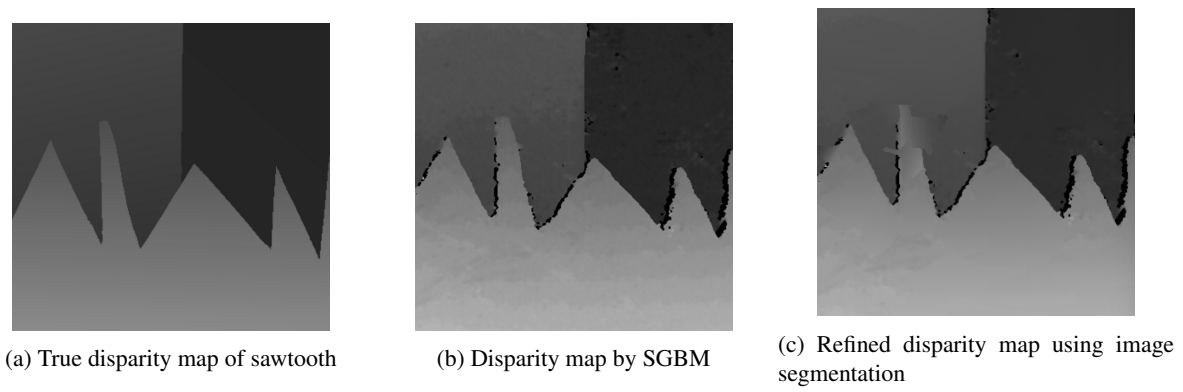 (a) True disparity map of sawtooth
(b) Disparity map by SGBM
(c) Refined disparity map using image
segmentation